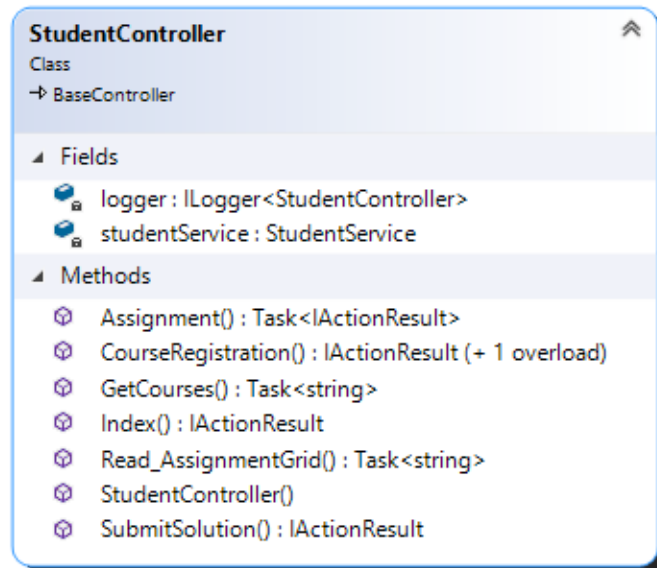 StudentController
Class
BaseController
Fields
logger : ILogger<StudentController>
studentService : StudentService
Methods
Assignment() : Task<IActionResult>
CourseRegistration() : IActionResult (+ 1 overload)
GetCourses() : Task<string>
Index() : IActionResult
Read_AssignmentGrid() : Task<string>
StudentController()
SubmitSolution() : IActionResult